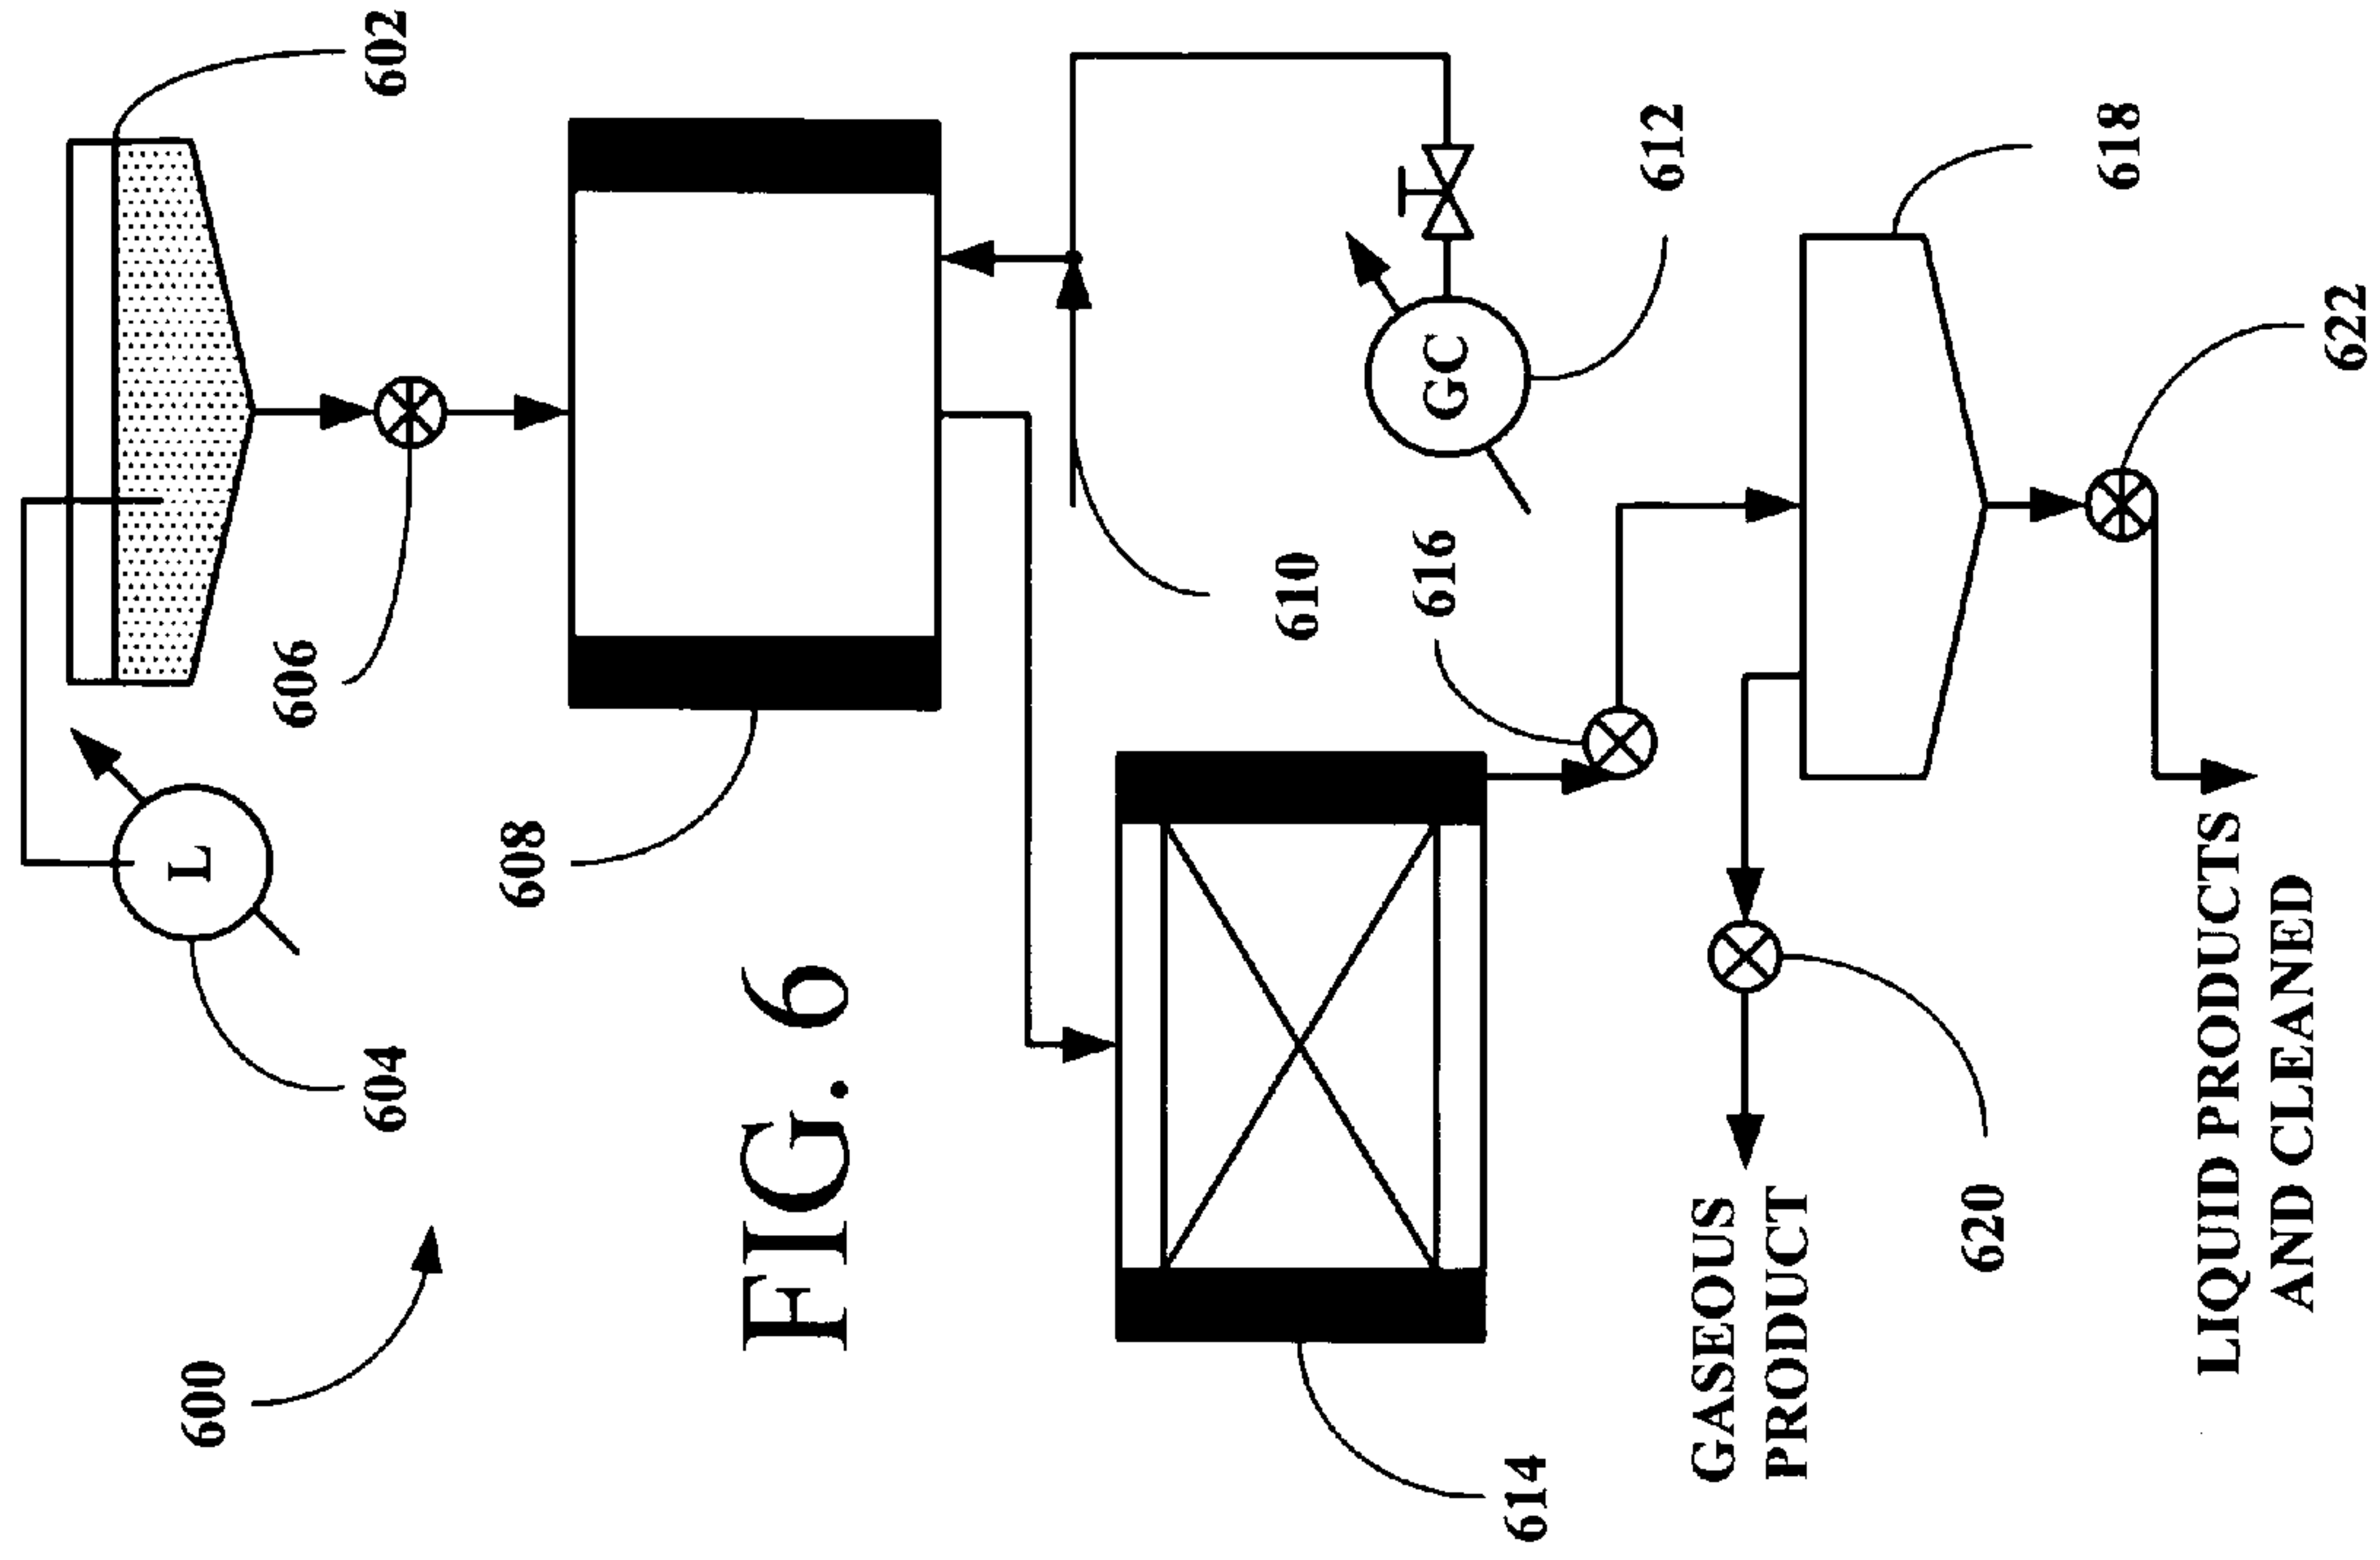 L
600
606
604
602
608
FIG. 6
610
616
GC
614
612
GASEOUS
PRODUCT
620
618
LIQUID PRODUCTS
AND CLEANED
622